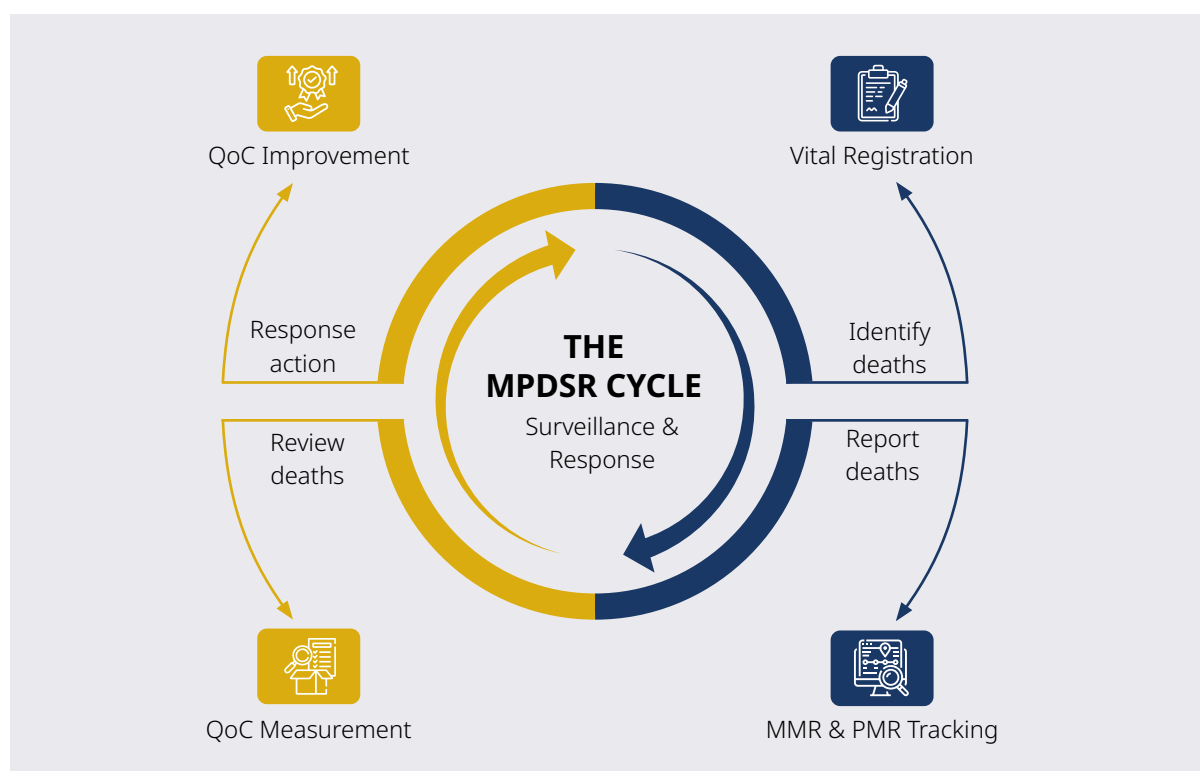 QoC Improvement
Vital Registration
Response
action
Identify
deaths
THE
MPDSR CYCLE
Surveillance &
Response
Review
deaths
Report
deaths
QoC Measurement
MMR & PMR Tracking